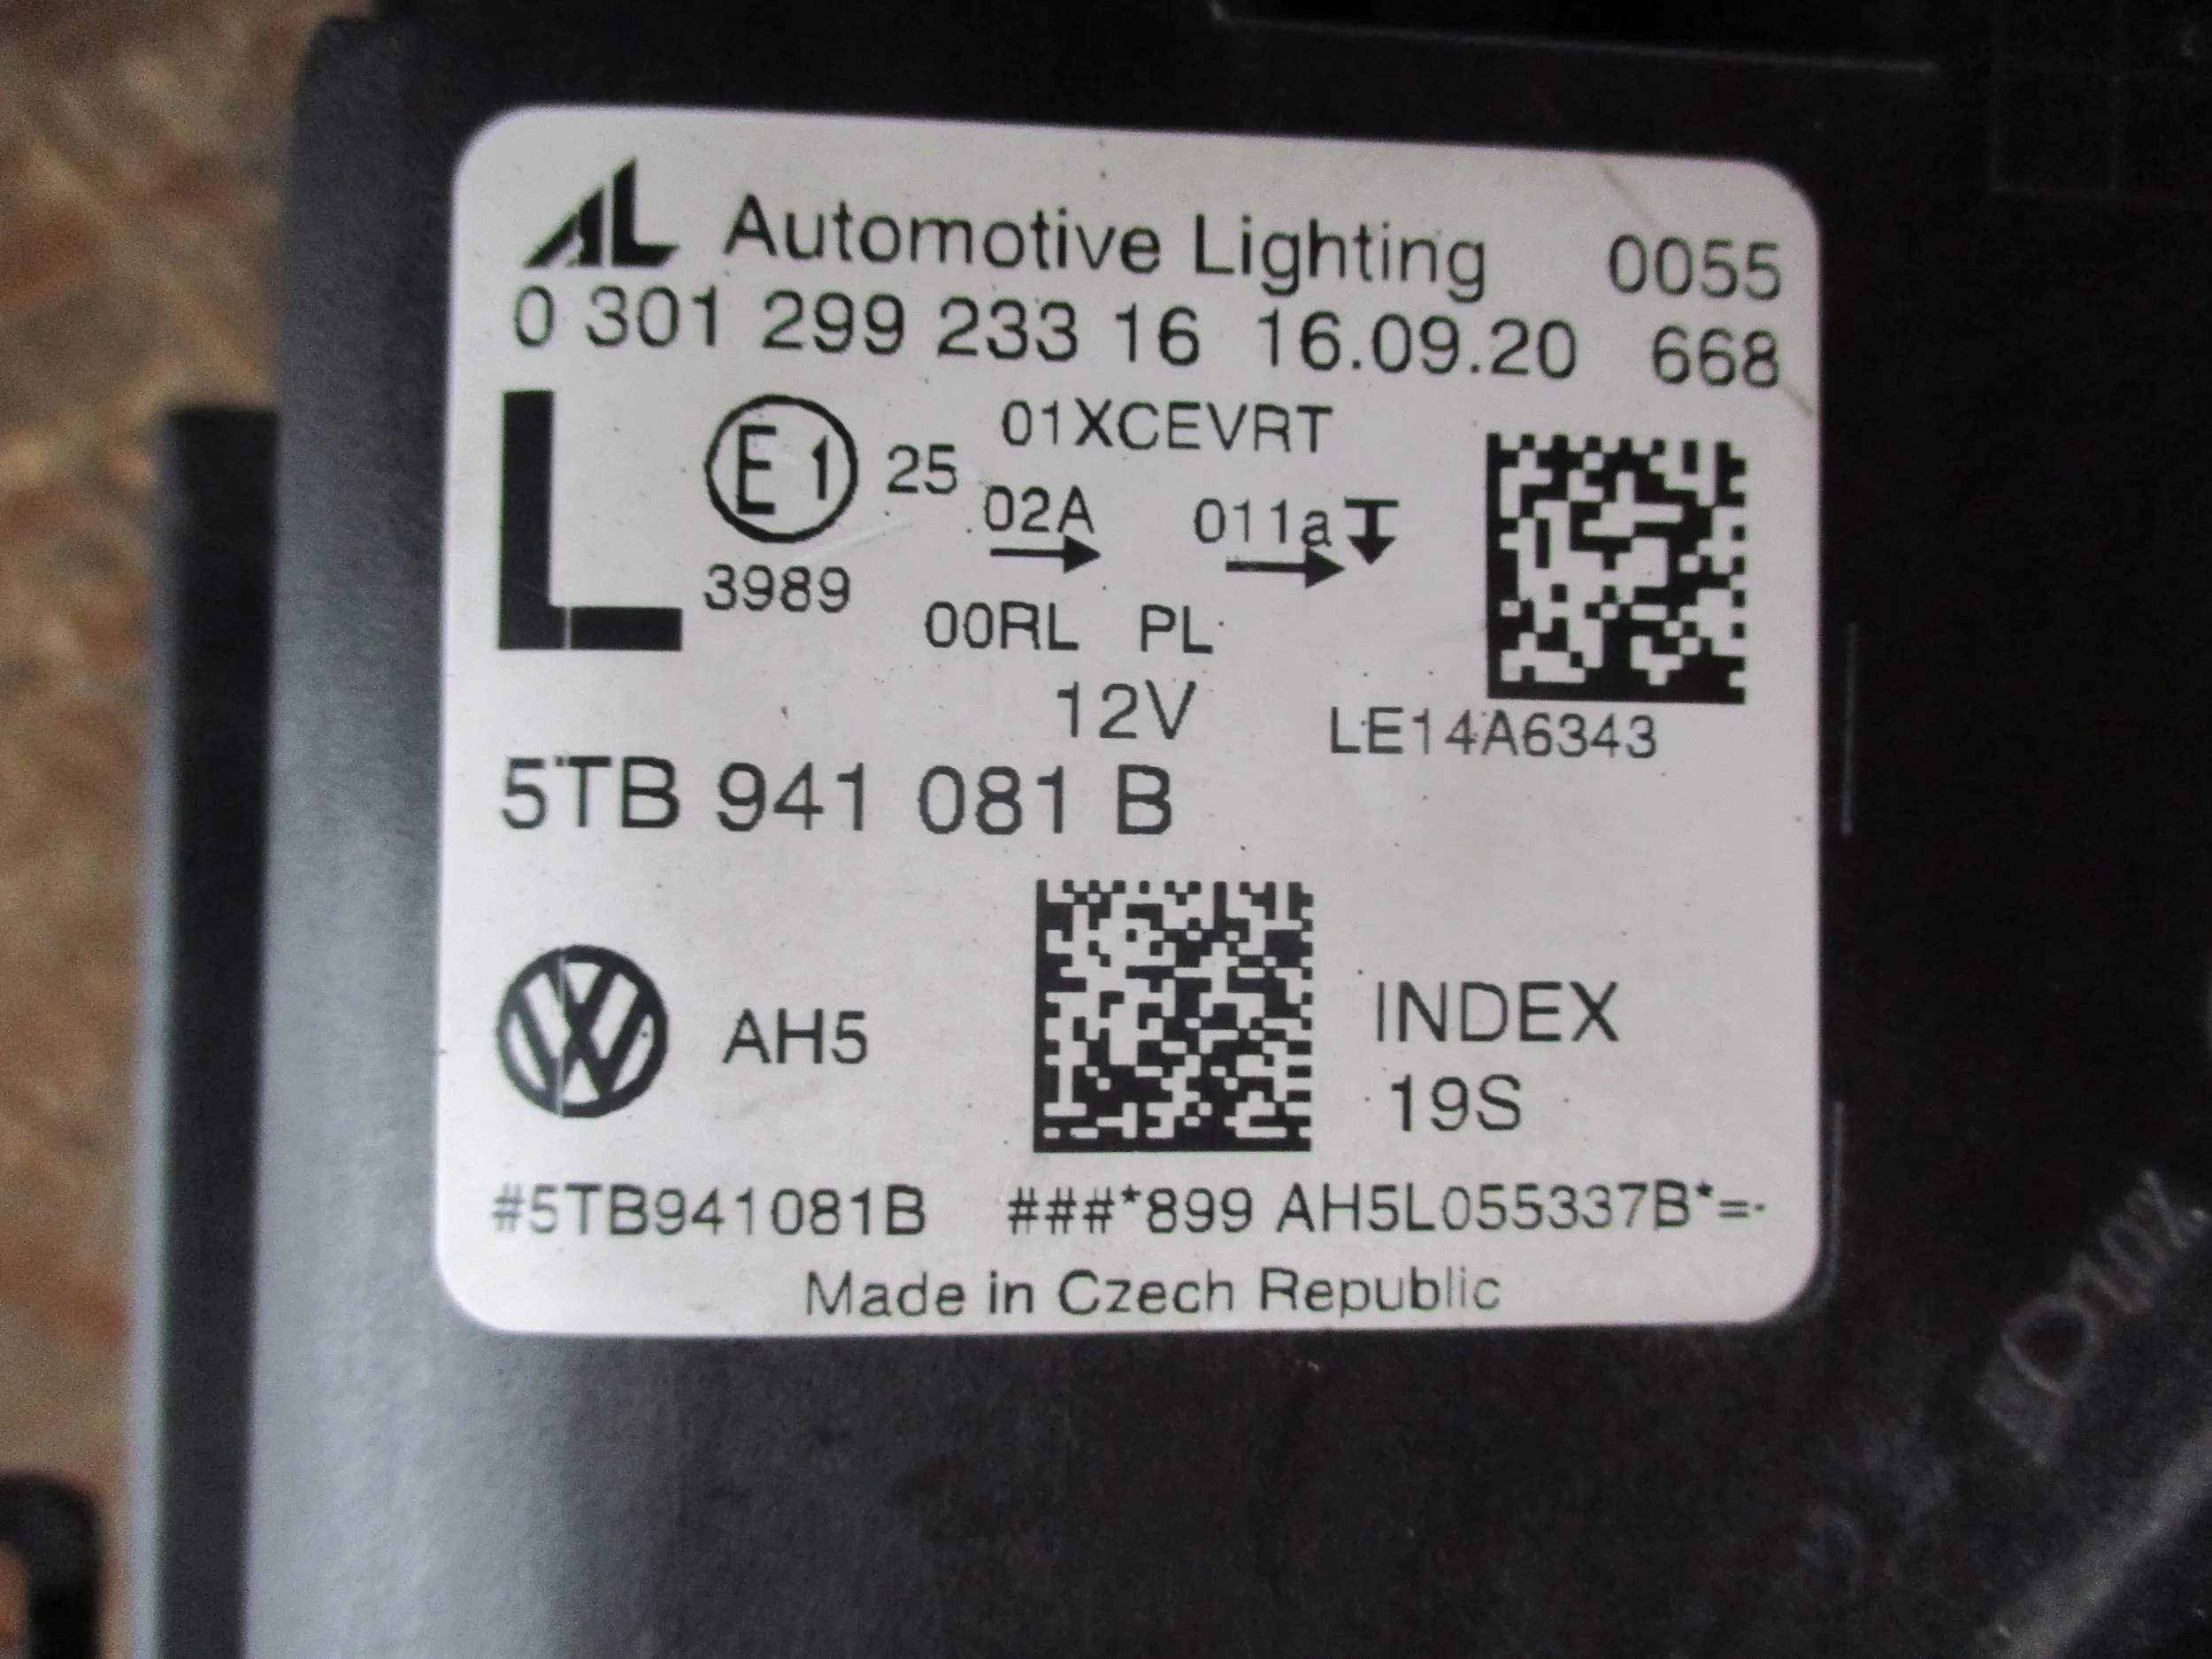 AL Automotive Lighting 0055
0 301 299 233 16 16.09.20 668
L E1 25 01XCEVRT
02A 011a
3989
00RL PL
12V LE14A6343
5TB 941 081 B
VW AH5 INDEX
19S
#5TB941081B ###*899 AH5L055337B*=
Made in Czech Republic